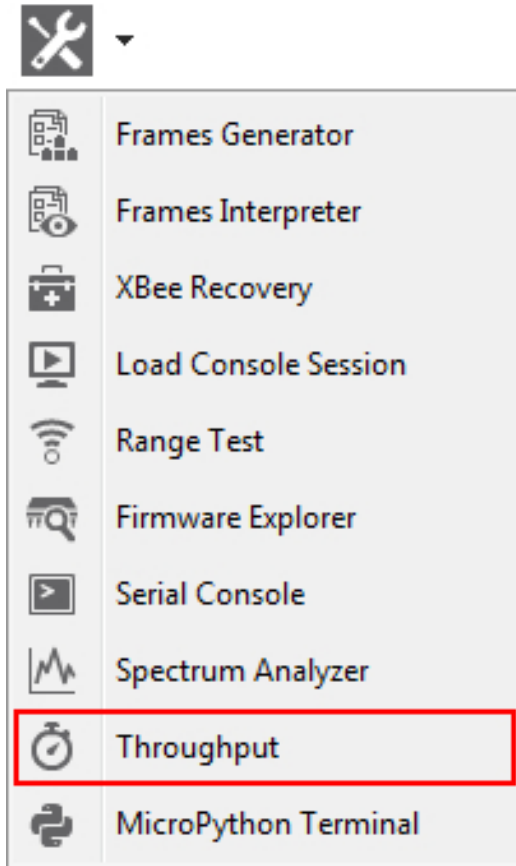 Frames Generator
Frames Interpreter
XBee Recovery
Load Console Session
Range Test
Firmware Explorer
Serial Console
Spectrum Analyzer
Throughput
MicroPython Terminal